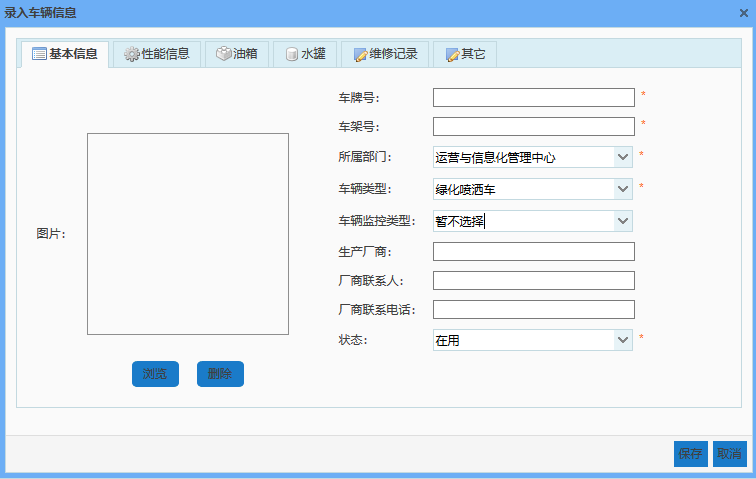 录入车辆信息
基本信息 性能信息 油箱 水罐 维修记录 其它
车牌号: *
车架号: *
所属部门: 运营与信息化管理中心 *
车辆类型: 绿化喷洒车 *
车辆监控类型: 暂不选择
图片:
生产厂商:
厂商联系人:
厂商联系电话:
状态: 在用 *
浏览 删除
保存 取消